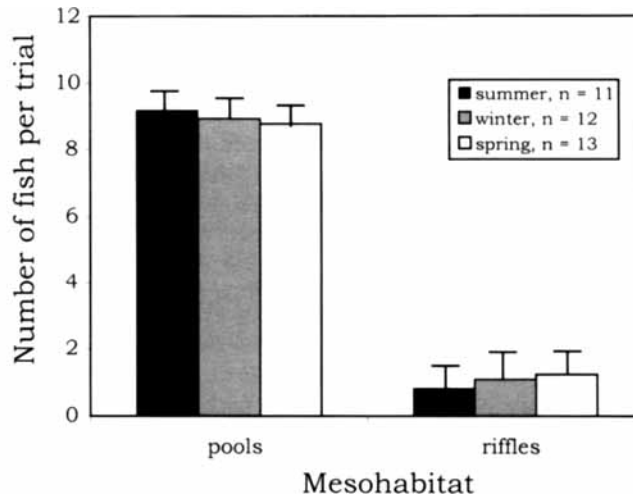 Number of fish per trial
12
10
8
6
4
2
0
summer, n = 11
winter, n = 12
spring, n = 13
pools riffles
Mesohabitat